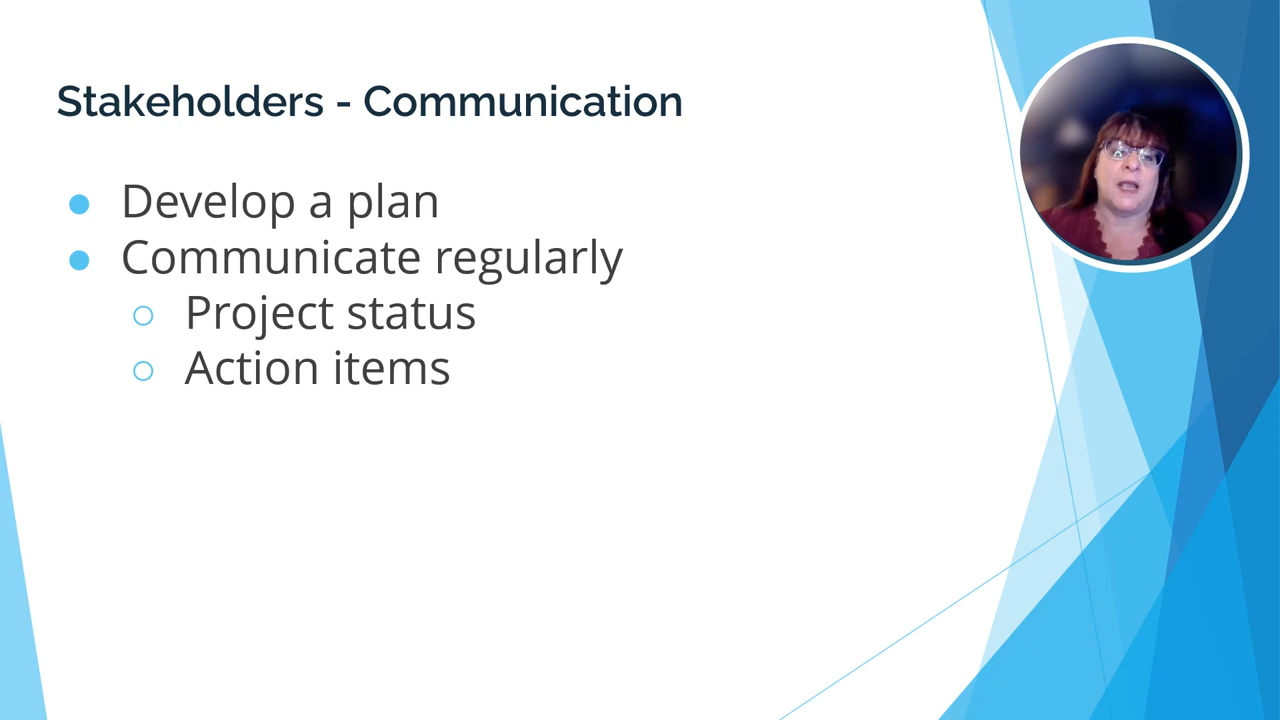 Stakeholders - Communication
● Develop a plan
● Communicate regularly
○ Project status
○ Action items